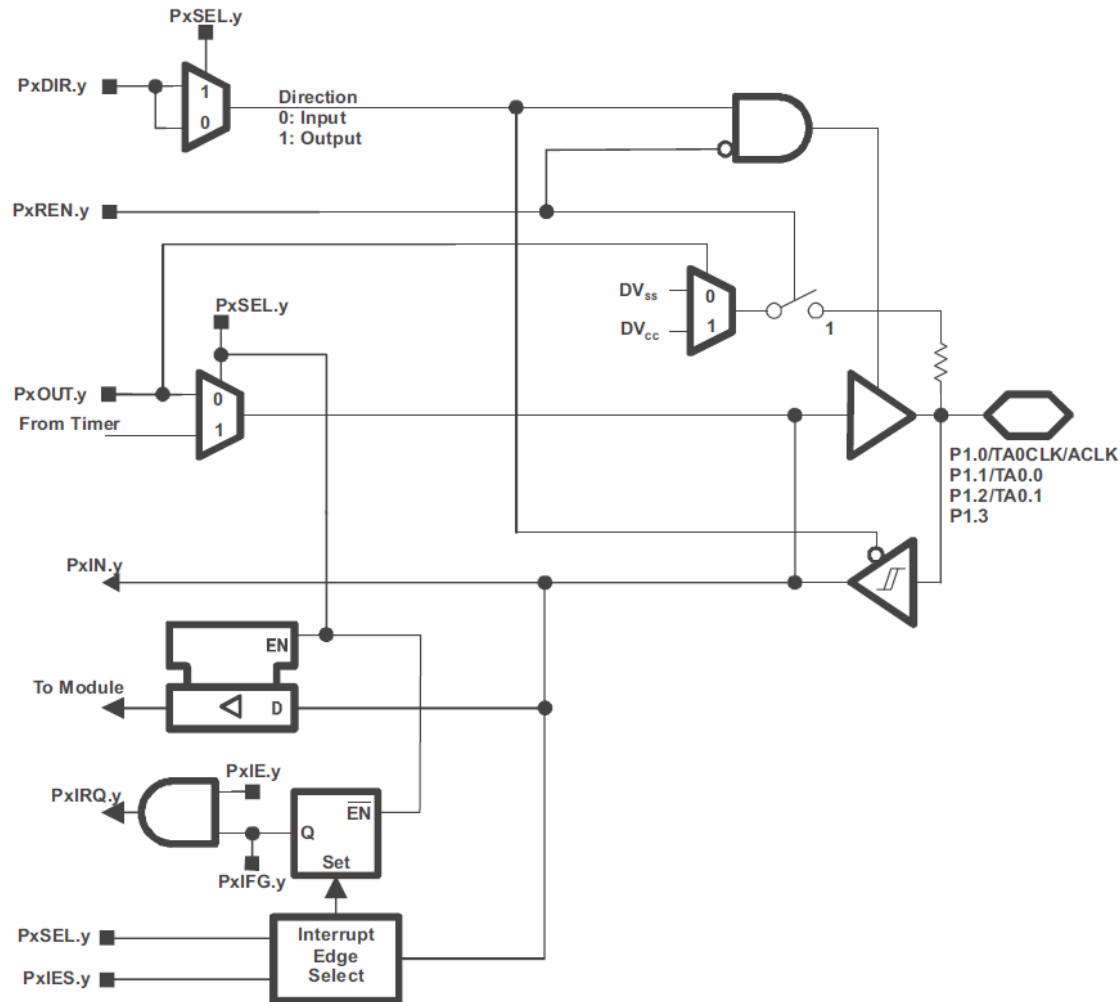 PxSEL.y
PxDIR.y
1
0
Direction
0: Input
1: Output
PxREN.y
PxSEL.y
DVss
0
DVcc
1
1
PxOUT.y
0
From Timer
1
P1.0/TA0CLK/ACLK
P1.1/TA0.0
P1.2/TA0.1
P1.3
PxIN.y
EN
To Module
D
PxIE.y
PxIRQ.y
EN
Q
Set
PxIFG.y
PxSEL.y
Interrupt
Edge
Select
PxIES.y